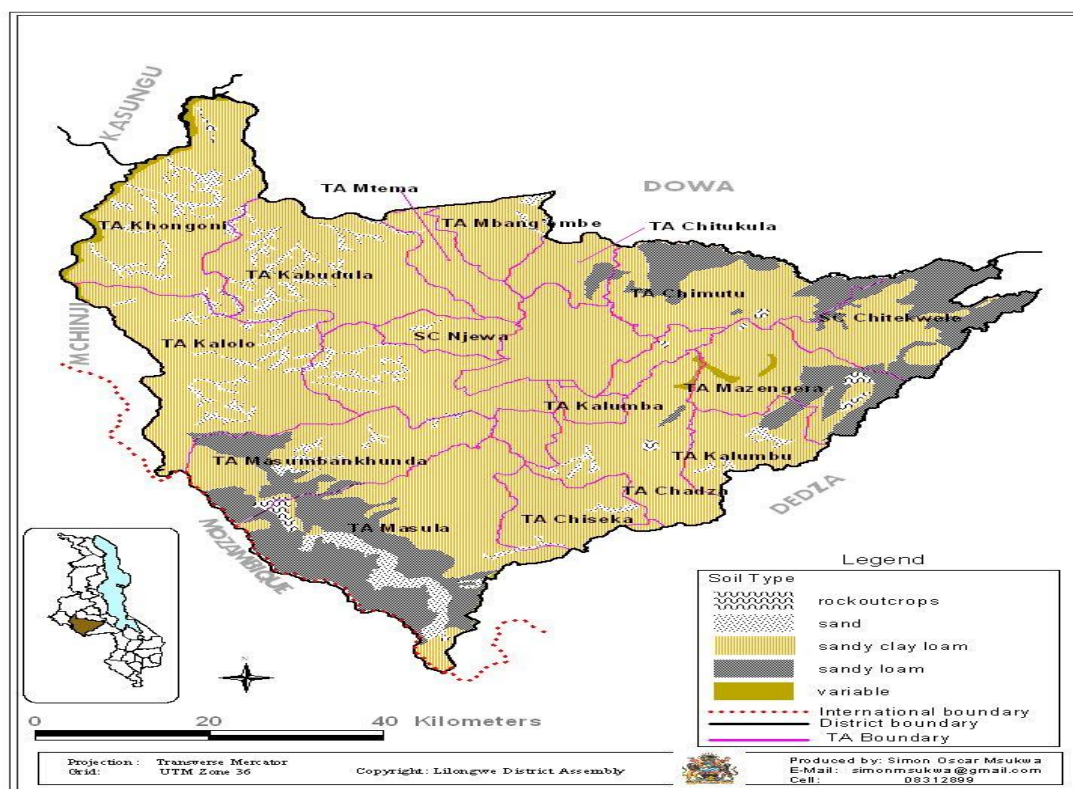 KASUNGU
DOWA
TA Mtema
TA Mbang'ombe
TA Chitukula
TA Khongoni
TA Kabudula
TA Chimutu
SC Chitekwele
MCHINJI
TA Kalolo
SC Njewa
TA Mazengera
TA Kalumba
TA Masumbankhunda
TA Kalumbu
TA Chadza
DEDZA
TA Masula
TA Chiseka
MOZAMBIQUE
Legend
Soil Type
rockoutcrops
sand
sandy clay loam
sandy loam
variable
International boundary
District boundary
TA Boundary
N
0 20 40 Kilometers
Projection : Transverse Mercator
Grid: UTM Zone 36
Copyright: Lilongwe District Assembly
Produced by: Simon Oscar Msukwa
E-Mail: simonmsukwa@gmail.com
Cell: 08312899